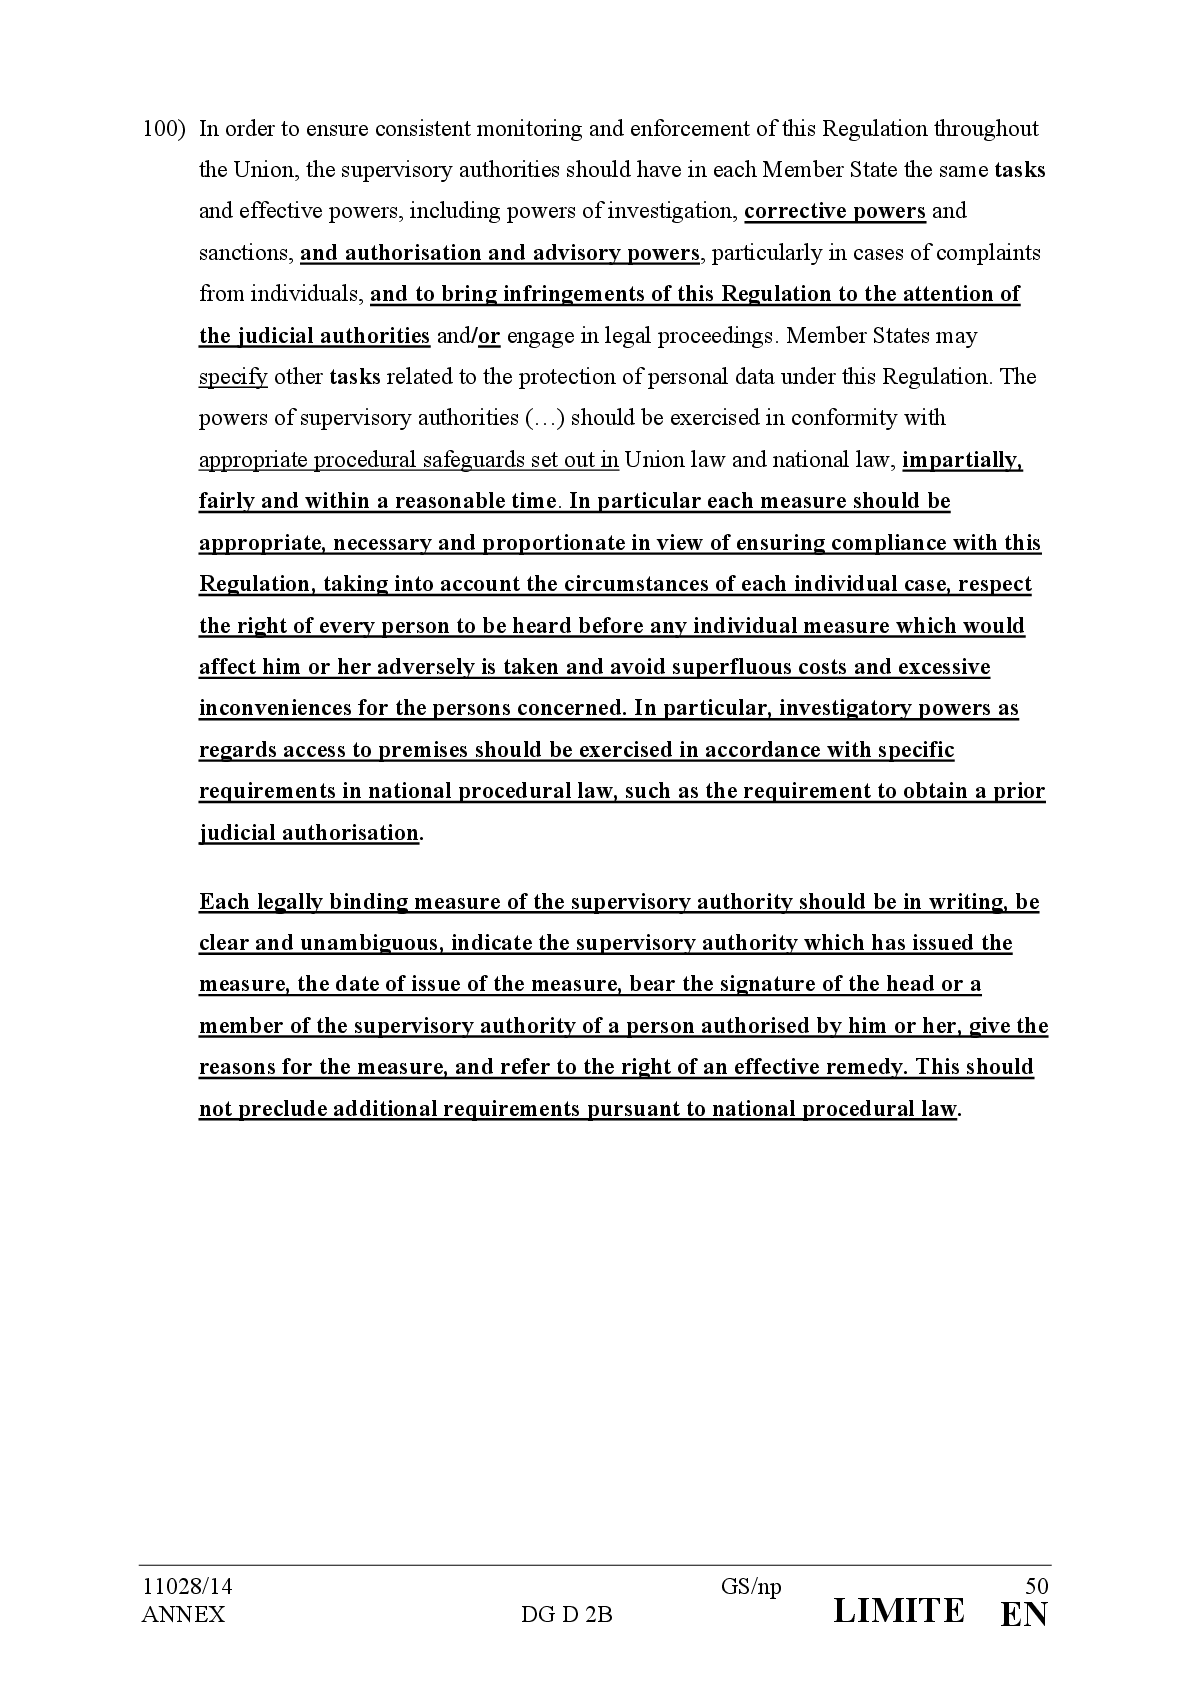 100) In order to ensure consistent monitoring and enforcement of this Regulation throughout
the Union, the supervisory authorities should have in each Member State the same tasks
and effective powers, including powers of investigation, corrective powers and
sanctions, and authorisation and advisory powers, particularly in cases of complaints
from individuals, and to bring infringements of this Regulation to the attention of
the judicial authorities and/or engage in legal proceedings. Member States may
specify other tasks related to the protection of personal data under this Regulation. The
powers of supervisory authorities (…) should be exercised in conformity with
appropriate procedural safeguards set out in Union law and national law, impartially,
fairly and within a reasonable time. In particular each measure should be
appropriate, necessary and proportionate in view of ensuring compliance with this
Regulation, taking into account the circumstances of each individual case, respect
the right of every person to be heard before any individual measure which would
affect him or her adversely is taken and avoid superfluous costs and excessive
inconveniences for the persons concerned. In particular, investigatory powers as
regards access to premises should be exercised in accordance with specific
requirements in national procedural law, such as the requirement to obtain a prior
judicial authorisation.
Each legally binding measure of the supervisory authority should be in writing, be
clear and unambiguous, indicate the supervisory authority which has issued the
measure, the date of issue of the measure, bear the signature of the head or a
member of the supervisory authority of a person authorised by him or her, give the
reasons for the measure, and refer to the right of an effective remedy. This should
not preclude additional requirements pursuant to national procedural law.
11028/14 GS/np 50
ANNEX DG D 2B LIMITE EN